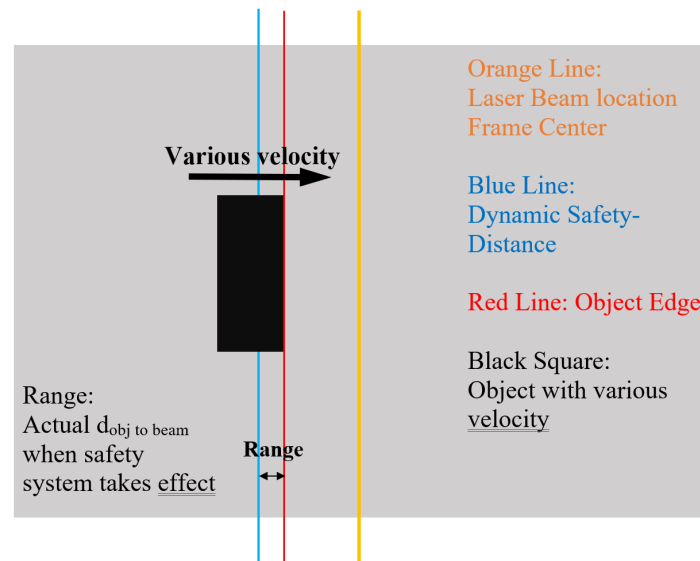 Orange Line:
Laser Beam location
Frame Center
Various velocity
Blue Line:
Dynamic Safety-
Distance
Red Line: Object Edge
Black Square:
Object with various
velocity
Range:
Actual dobj to beam
when safety
system takes effect
Range